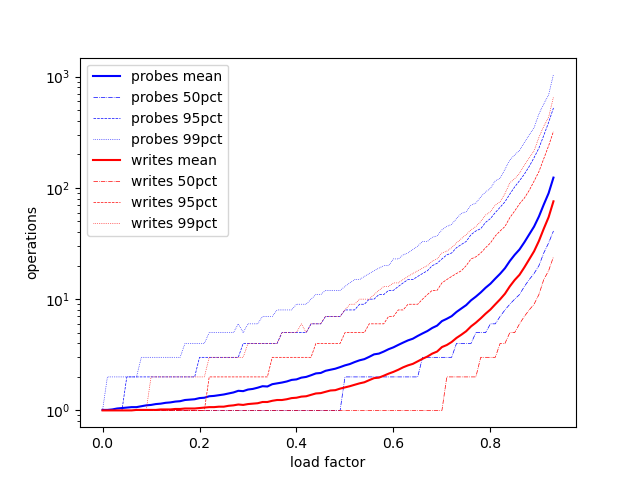 probes mean
probes 50pct
probes 95pct
probes 99pct
writes mean
writes 50pct
writes 95pct
writes 99pct
10³
10²
10¹
10⁰
operations
0.0 0.2 0.4 0.6 0.8
load factor